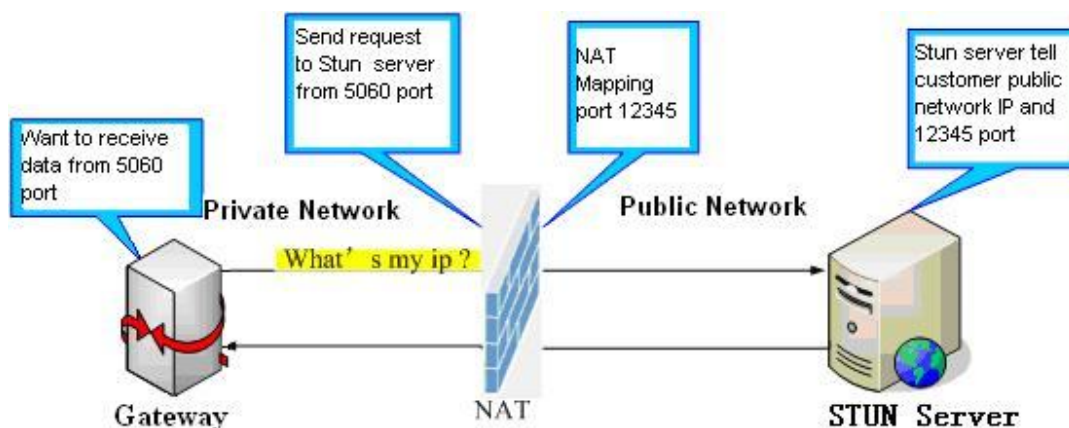 Send request
to Stun server
from 5060 port
NAT
Mapping
port 12345
Stun server tell
customer public
network IP and
12345 port
Want to receive
data from 5060
port
Private Network
Public Network
What's my ip ?
Gateway
NAT
STUN Server